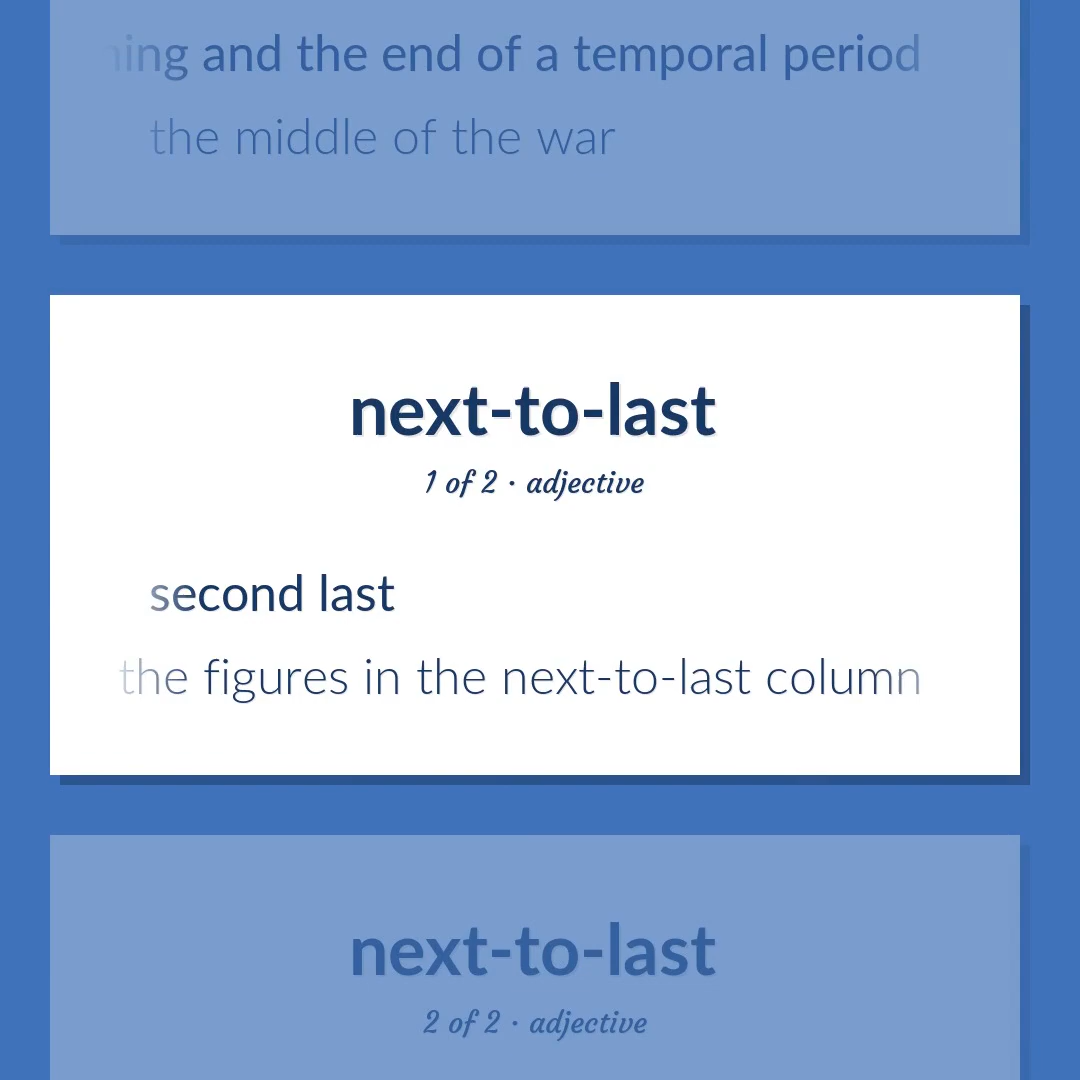 ing and the end of a temporal period
the middle of the war
next-to-last
1 of 2 · adjective
second last
the figures in the next-to-last column
next-to-last
2 of 2 · adjective